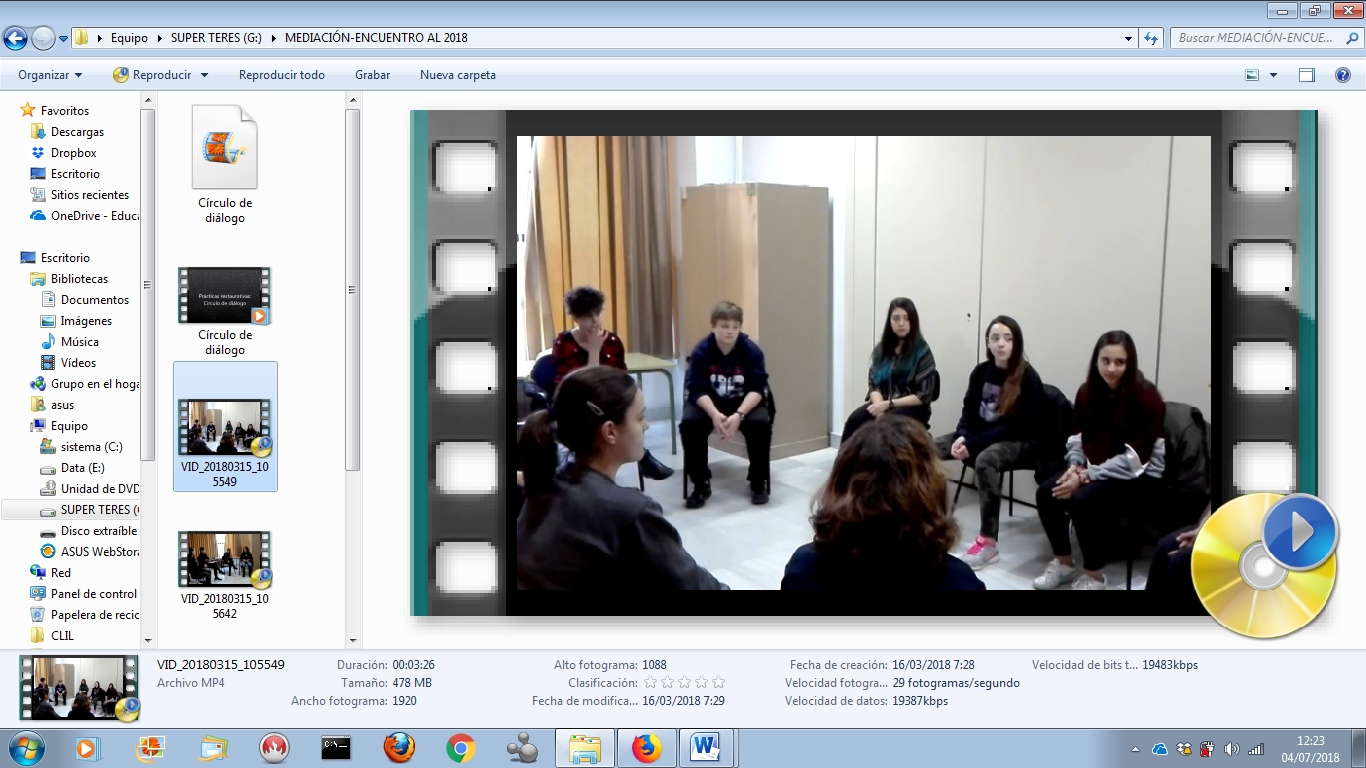 Equipo
SUPER TERES (G:)
MEDIACIÓN-ENCUENTRO AL 2018
Buscar MEDIACIÓN-ENCUE...
Organizar
Reproducir
Reproducir todo
Grabar
Nueva carpeta
Favoritos
Descargas
Dropbox
Escritorio
Sitios recientes
OneDrive - Educa
Escritorio
Bibliotecas
Documentos
Imágenes
Música
Vídeos
Grupo en el hoga
asus
Equipo
sistema (C:)
Data (E:)
Unidad de DVD
SUPER TERES (
Disco extraíble
ASUS WebStora
Red
Panel de control
Papelera de recic
CLIL
Círculo de
diálogo
Prácticas restaurativas:
Círculo de diálogo
Círculo de
diálogo
VID_20180315_10
5549
VID_20180315_10
5642
VID_20180315_105549
Archivo MP4
Duración: 00:03:26
Tamaño: 478 MB
Ancho fotograma: 1920
Alto fotograma: 1088
Clasificación:
Fecha de modifica... 16/03/2018 7:29
Fecha de creación: 16/03/2018 7:28
Velocidad fotogra... 29 fotogramas/segundo
Velocidad de datos: 19387kbps
Velocidad de bits t... 19483kbps
12:23
04/07/2018